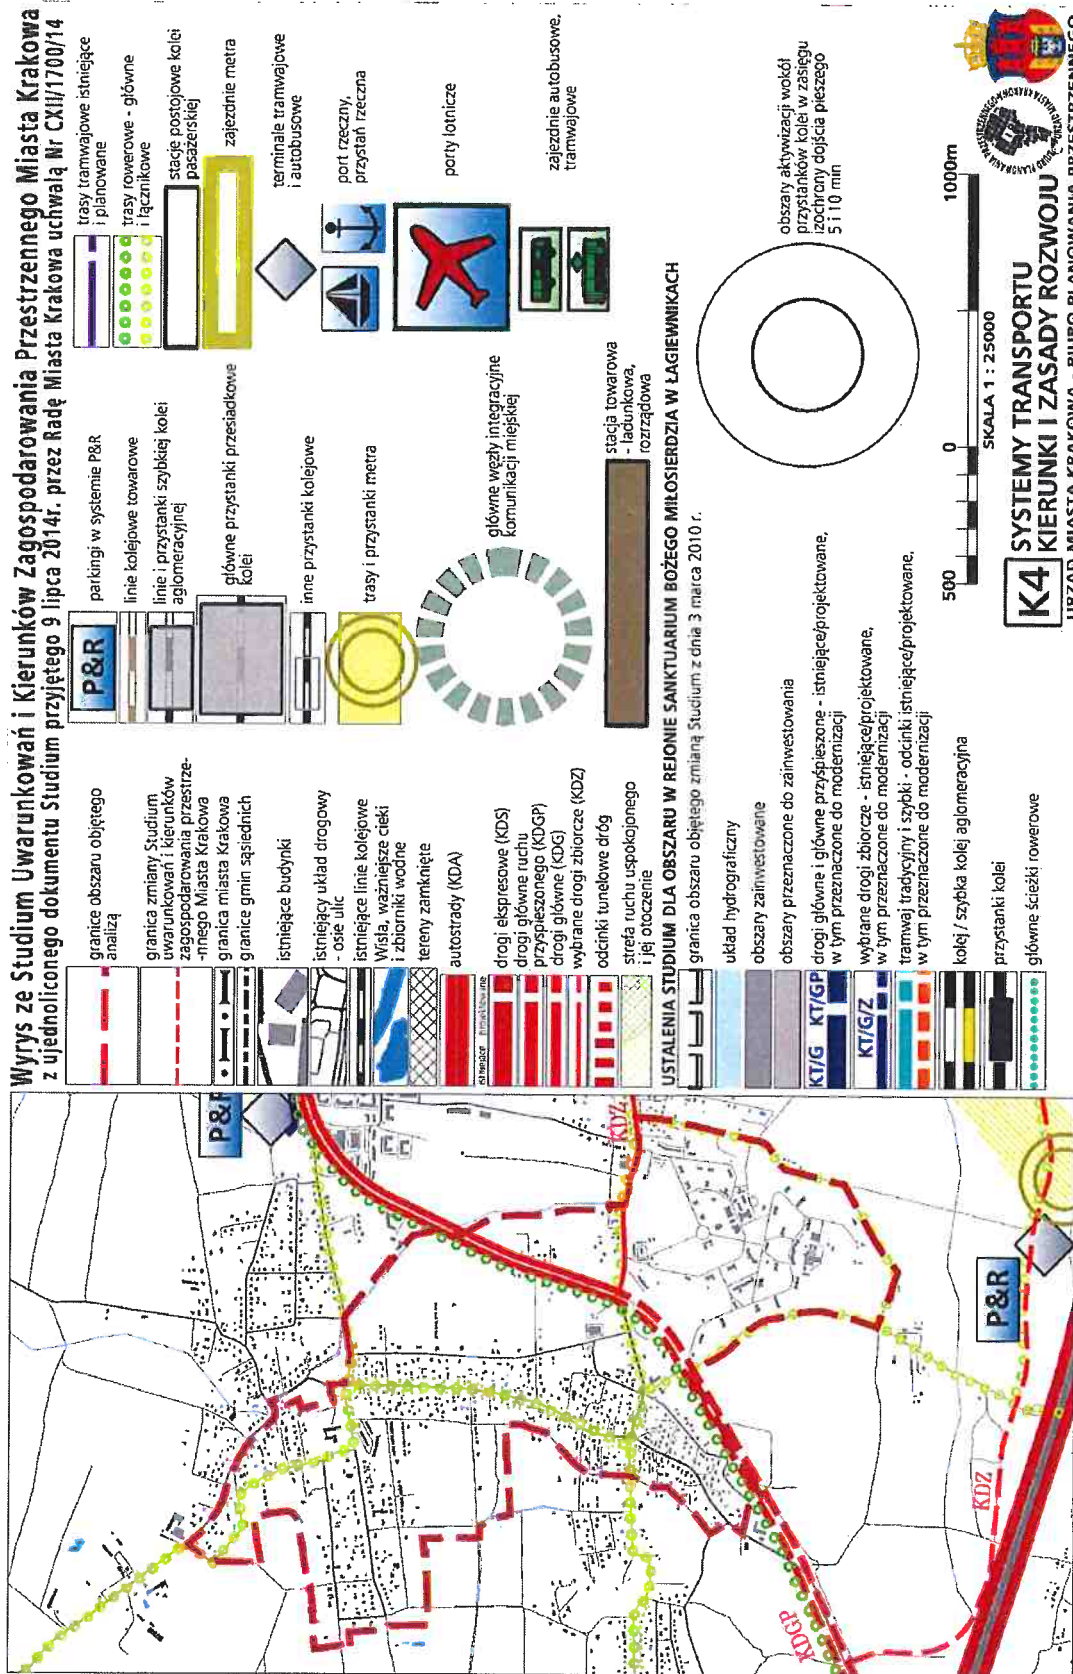 Wyrys ze Studium Uwarunkowań i Kierunków Zagospodarowania Przestrzennego Miasta Krakowa
z ujednoliconego dokumentu Studium przyjętego 9 lipca 2014r. przez Radę Miasta Krakowa uchwałą Nr CXII/1700/14
granice obszaru objętego
analizą
granica zmiany Studium
uwarunkowań i kierunków
zagospodarowania przestrze-
-nnego Miasta Krakowa
granica miasta Krakowa
granice gmin sąsiednich
istniejące budynki
istniejący układ drogowy
- osie ulic
istniejące linie kolejowe
Wisła, ważniejsze cieki
i zbiorniki wodne
tereny zamknięte
istniejące projektowane
autostrady (KDA)
drogi ekspresowe (KDS)
drogi główne ruchu
przyspieszonego (KDGP)
drogi główne (KDG)
wybrane drogi zbiorcze (KDZ)
odcinki tunelowe dróg
strefa ruchu uspokojonego
i jej otoczenie
P&R
parkingi w systemie P&R
linie kolejowe towarowe
linie i przystanki szybkiej kolei
aglomeracyjnej
główne przystanki przesiadkowe
kolei
inne przystanki kolejowe
trasy i przystanki metra
główne węzły integracyjne
komunikacji miejskiej
stacja towarowa
- ładunkowa,
rozrządowa
trasy tramwajowe istniejące
i planowane
trasy rowerowe - główne
i łącznikowe
stacje postojowe kolei
pasażerskiej
zajezdnie metra
terminale tramwajowe
i autobusowe
port rzeczny,
przystań rzeczna
porty lotnicze
zajezdnie autobusowe,
tramwajowe
USTALENIA STUDIUM DLA OBSZARU W REJONIE SANKTUARIUM BOŻEGO MIŁOSIERDZIA W ŁAGIEWNIKACH
granica obszaru objętego zmianą Studium z dnia 3 marca 2010 r.
układ hydrograficzny
obszary zainwestowane
obszary przeznaczone do zainwestowania
KT/G KT/GP
drogi główne i główne przyśpieszone - istniejące/projektowane,
w tym przeznaczone do modernizacji
KT/G/Z
wybrane drogi zbiorcze - istniejące/projektowane,
w tym przeznaczone do modernizacji
tramwaj tradycyjny i szybki - odcinki istniejące/projektowane,
w tym przeznaczone do modernizacji
kolej / szybka kolej aglomeracyjna
przystanki kolei
główne ścieżki rowerowe
obszary aktywizacji wokół
przystanków kolei w zasięgu
izochrony dojścia pieszego
5 i 10 min
500 0 1000m
SKALA 1 : 25000
K4
SYSTEMY TRANSPORTU
KIERUNKI I ZASADY ROZWOJU
URZĄD MIASTA KRAKOWA - BIURO PLANOWANIA PRZESTRZENNEGO
P&R
KDZ
P&R
KDZ
KDGP